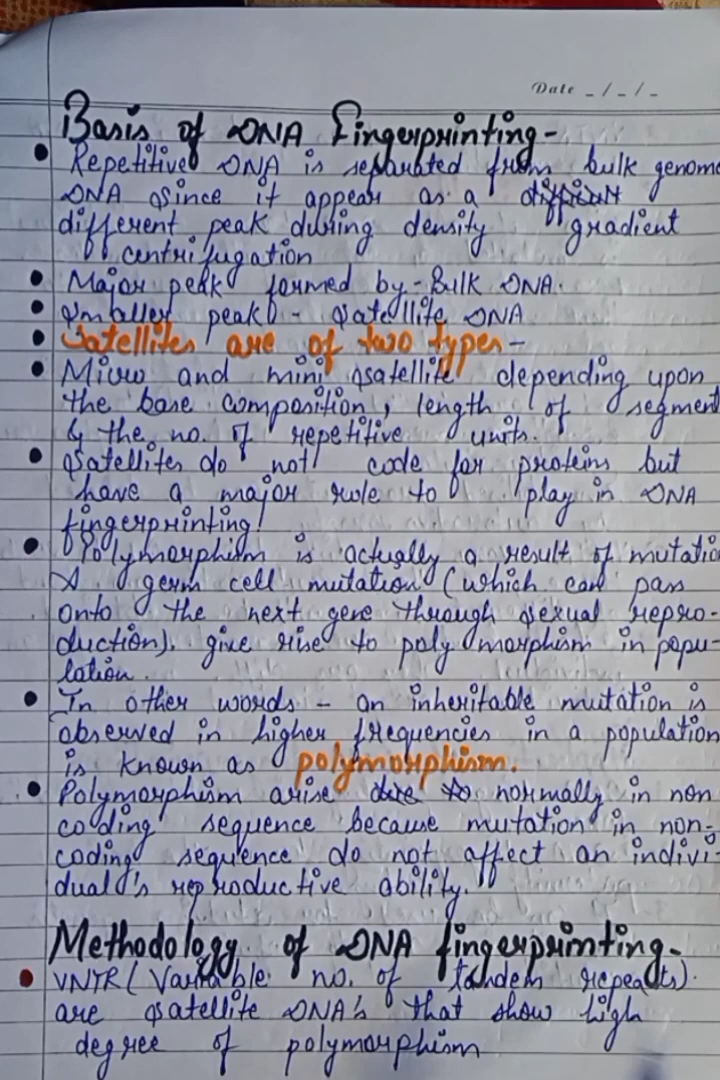 Date _ / _ / _
Basis of DNA Fingerprinting -
Repetitive DNA is separated from bulk genome
DNA since it appear as a
different peak during density gradient
centrifugation
Major peak formed by - Bulk DNA.
Smaller peak - Satellite DNA
Satellites are of two types -
Micro and mini satellite depending upon
the base composition, length of segment
& the no. of repetitive units.
Satellites do not code for proteins but
have a major role to play in DNA
fingerprinting.
Polymorphism is actually a result of mutatio
A germ cell mutation (which can pass
onto the next gene through sexual repro-
duction). give rise to polymorphism in popu-
lation.
In other words - an inheritable mutation is
observed in higher frequencies in a population
is known as polymorphism.
Polymorphism arise normally in non
coding sequence because mutation in non-
coding sequence do not affect an indivi-
dual's reproductive ability.
Methodology of DNA fingerprinting -
VNTR (Variable no. of tandem repeats).
are satellite DNA's that show high
degree of polymorphism